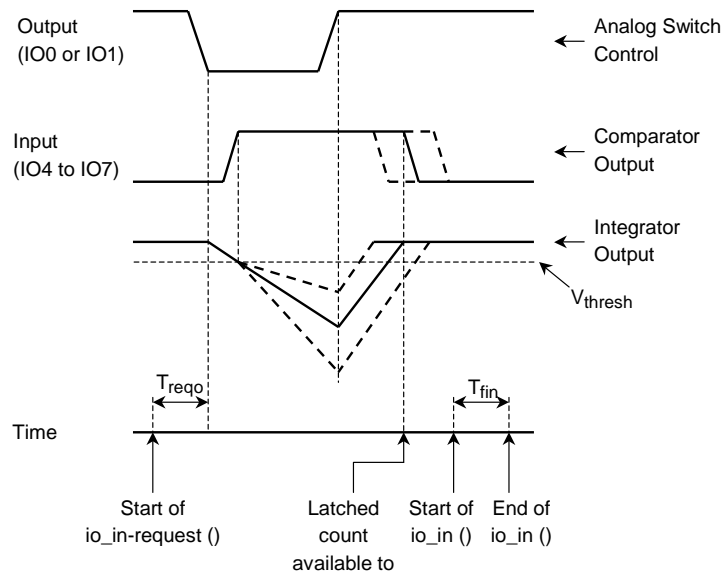 Output
(IO0 or IO1)
Analog Switch
Control
Input
(IO4 to IO7)
Comparator
Output
Integrator
Output
Vthresh
Treqo
Tfin
Time
Start of
io_in-request ()
Latched
count
available to
Start of
io_in ()
End of
io_in ()